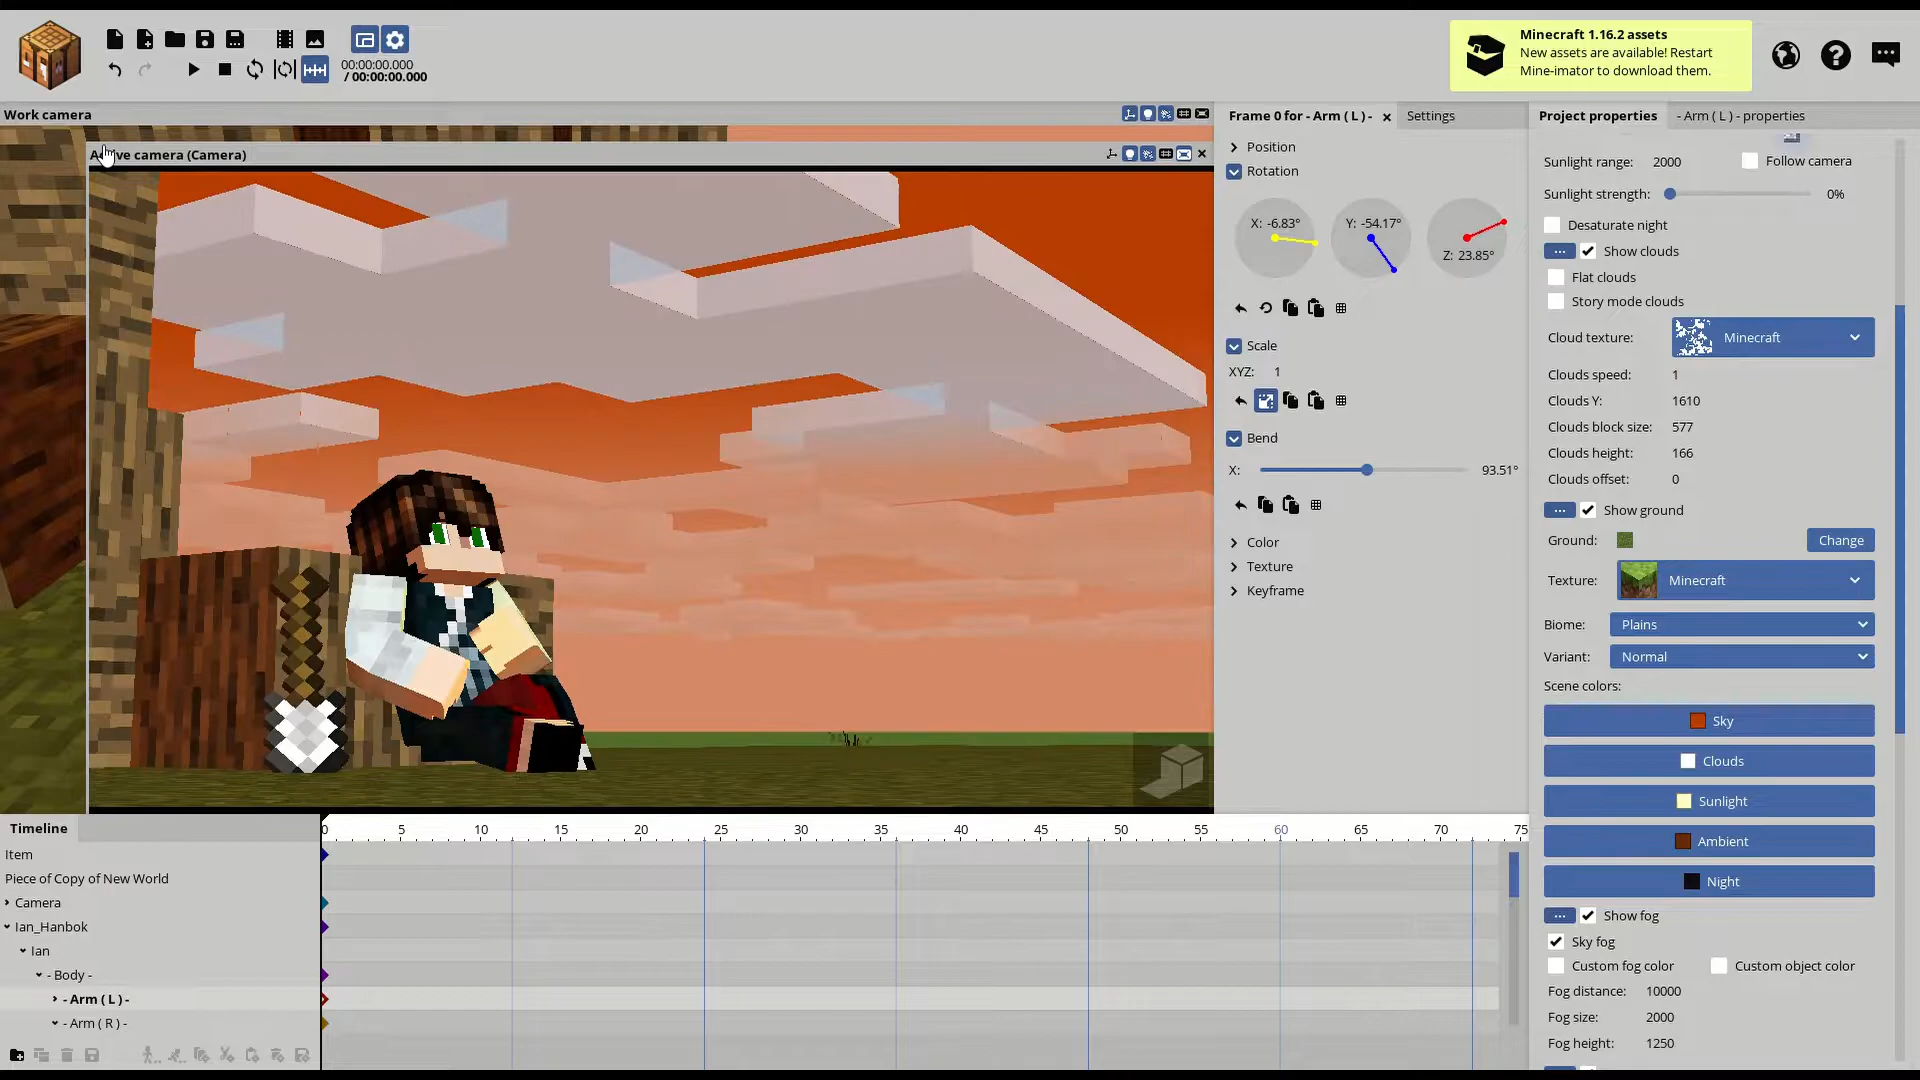 Minecraft 1.16.2 assets
New assets are available! Restart
Mine-imator to download them.
00:00:00.000
/ 00:00:00.000
Work camera
camera (Camera)
Frame 0 for - Arm ( L ) -
Settings
Position
Rotation
X: -6.83°
Y: -54.17°
Z: 23.85°
Scale
XYZ: 1
Bend
X: 93.51°
Color
Texture
Keyframe
Project properties
- Arm ( L ) - properties
Sunlight range: 2000
Follow camera
Sunlight strength: 0%
Desaturate night
... Show clouds
Flat clouds
Story mode clouds
Cloud texture: Minecraft
Clouds speed: 1
Clouds Y: 1610
Clouds block size: 577
Clouds height: 166
Clouds offset: 0
... Show ground
Ground: Change
Texture: Minecraft
Biome: Plains
Variant: Normal
Scene colors:
Sky
Clouds
Sunlight
Ambient
Night
... Show fog
Sky fog
Custom fog color
Custom object color
Fog distance: 10000
Fog size: 2000
Fog height: 1250
Timeline
0 5 10 15 20 25 30 35 40 45 50 55 60 65 70 75
Item
Piece of Copy of New World
Camera
Ian_Hanbok
Ian
- Body -
- Arm ( L ) -
- Arm ( R ) -